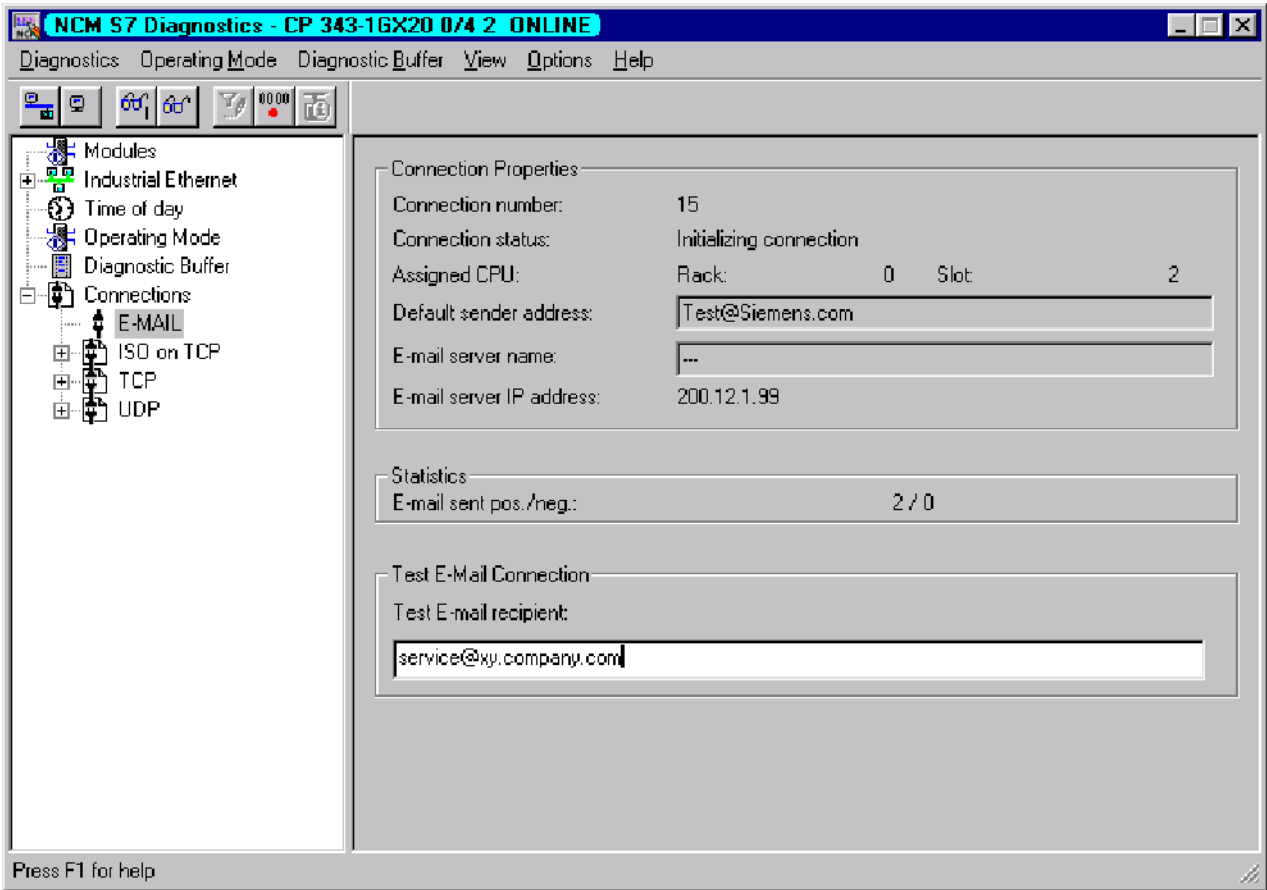 NCM S7 Diagnostics - CP 343-1GX20 0/4 2 ONLINE
Diagnostics Operating Mode Diagnostic Buffer View Options Help
0000
Modules
Industrial Ethernet
Time of day
Operating Mode
Diagnostic Buffer
Connections
E-MAIL
ISO on TCP
TCP
UDP
Connection Properties
Connection number: 15
Connection status: Initializing connection
Assigned CPU: Rack: 0 Slot: 2
Default sender address: Test@Siemens.com
E-mail server name: ---
E-mail server IP address: 200.12.1.99
Statistics
E-mail sent pos./neg.: 2 / 0
Test E-Mail Connection
Test E-mail recipient:
service@xy.company.com
Press F1 for help